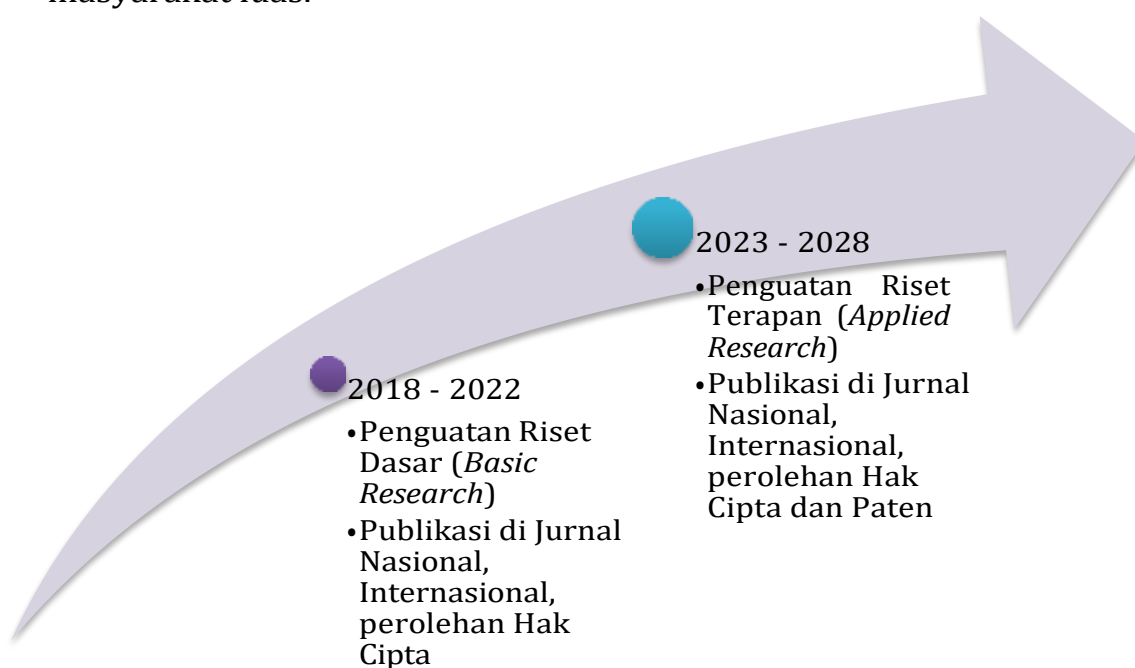 masyarakat luas.
2023 - 2028
•Penguatan Riset
Terapan (Applied
Research)
•Publikasi di Jurnal
Nasional,
Internasional,
perolehan Hak
Cipta dan Paten
2018 - 2022
•Penguatan Riset
Dasar (Basic
Research)
•Publikasi di Jurnal
Nasional,
Internasional,
perolehan Hak
Cipta